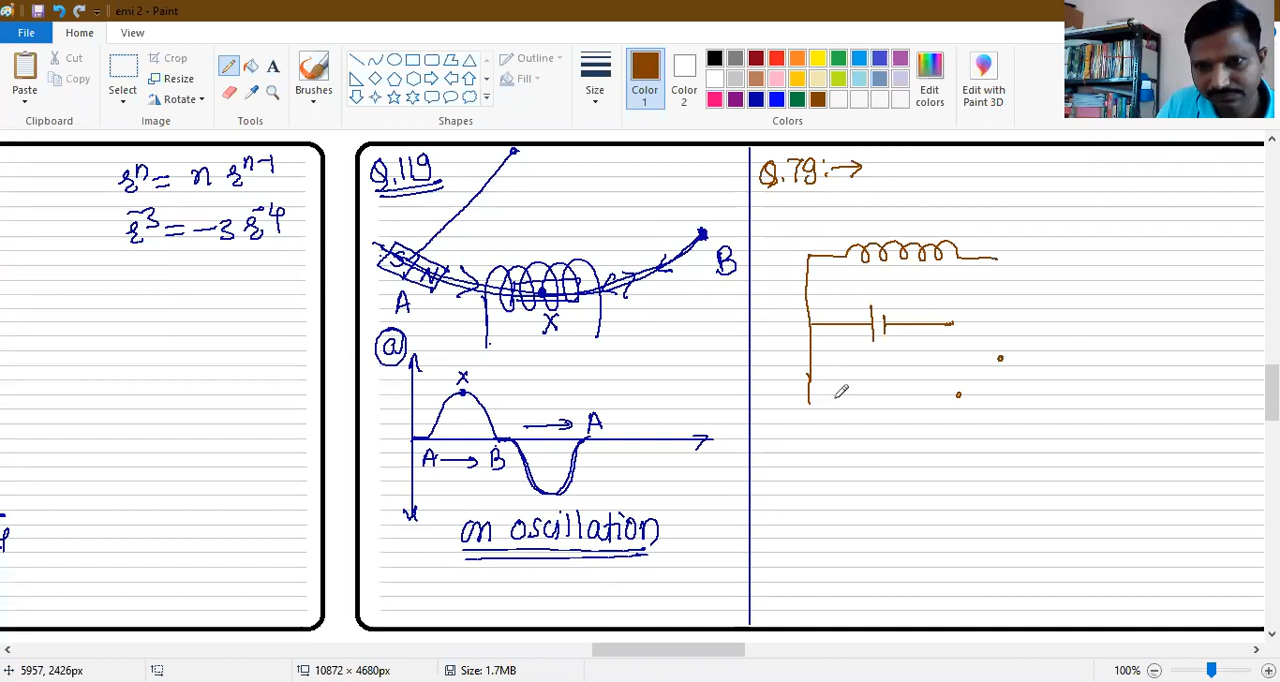 emi 2 - Paint
File
Home
View
Paste
Cut
Copy
Clipboard
Select
Crop
Resize
Rotate
Image
A
Tools
Brushes
Shapes
Outline
Fill
Size
Color 1
Color 2
Edit colors
Edit with Paint 3D
Colors
r^n = n r^(n-1)
r^-3 = -3 r^-4
Q.119
S
N
A
B
X
a
X
A → B
→ A
on oscillation
Q.79:→
5957, 2426px
10872 × 4680px
Size: 1.7MB
100%